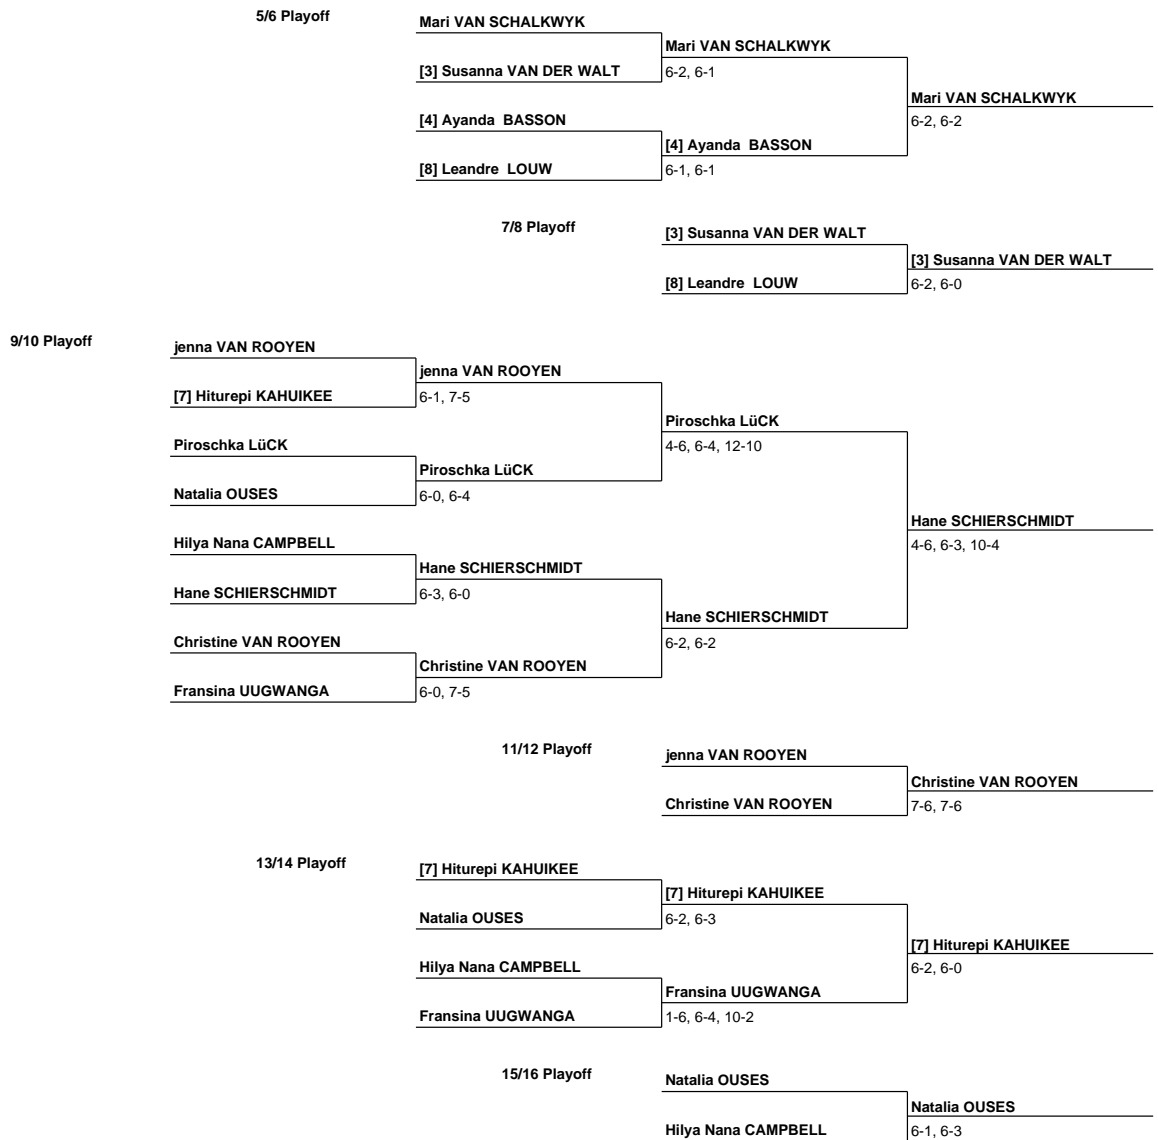 5/6 Playoff
Mari VAN SCHALKWYK
Mari VAN SCHALKWYK
[3] Susanna VAN DER WALT
6-2, 6-1
Mari VAN SCHALKWYK
6-2, 6-2
[4] Ayanda  BASSON
[4] Ayanda  BASSON
[8] Leandre  LOUW
6-1, 6-1
7/8 Playoff
[3] Susanna VAN DER WALT
[3] Susanna VAN DER WALT
[8] Leandre  LOUW
6-2, 6-0
9/10 Playoff
jenna VAN ROOYEN
jenna VAN ROOYEN
[7] Hiturepi KAHUIKEE
6-1, 7-5
Piroschka LüCK
4-6, 6-4, 12-10
Piroschka LüCK
Piroschka LüCK
Natalia OUSES
6-0, 6-4
Hane SCHIERSCHMIDT
4-6, 6-3, 10-4
Hilya Nana CAMPBELL
Hane SCHIERSCHMIDT
Hane SCHIERSCHMIDT
6-3, 6-0
Hane SCHIERSCHMIDT
6-2, 6-2
Christine VAN ROOYEN
Christine VAN ROOYEN
Fransina UUGWANGA
6-0, 7-5
11/12 Playoff
jenna VAN ROOYEN
Christine VAN ROOYEN
Christine VAN ROOYEN
7-6, 7-6
13/14 Playoff
[7] Hiturepi KAHUIKEE
[7] Hiturepi KAHUIKEE
Natalia OUSES
6-2, 6-3
[7] Hiturepi KAHUIKEE
6-2, 6-0
Hilya Nana CAMPBELL
Fransina UUGWANGA
Fransina UUGWANGA
1-6, 6-4, 10-2
15/16 Playoff
Natalia OUSES
Natalia OUSES
Hilya Nana CAMPBELL
6-1, 6-3